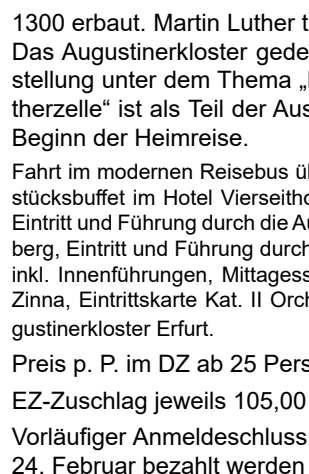 1300 erbaut. Martin Luther t
Das Augustinerkloster gede
stellung unter dem Thema „
therzelle“ ist als Teil der Aus
Beginn der Heimreise.
Fahrt im modernen Reisebus üb
stücksbuffet im Hotel Vierseitho
Eintritt und Führung durch die Au
berg, Eintritt und Führung durch
inkl. Innenführungen, Mittagess
Zinna, Eintrittskarte Kat. II Orch
gustinerkloster Erfurt.
Preis p. P. im DZ ab 25 Pers
EZ-Zuschlag jeweils 105,00
Vorläufiger Anmeldeschluss
24. Februar bezahlt werden